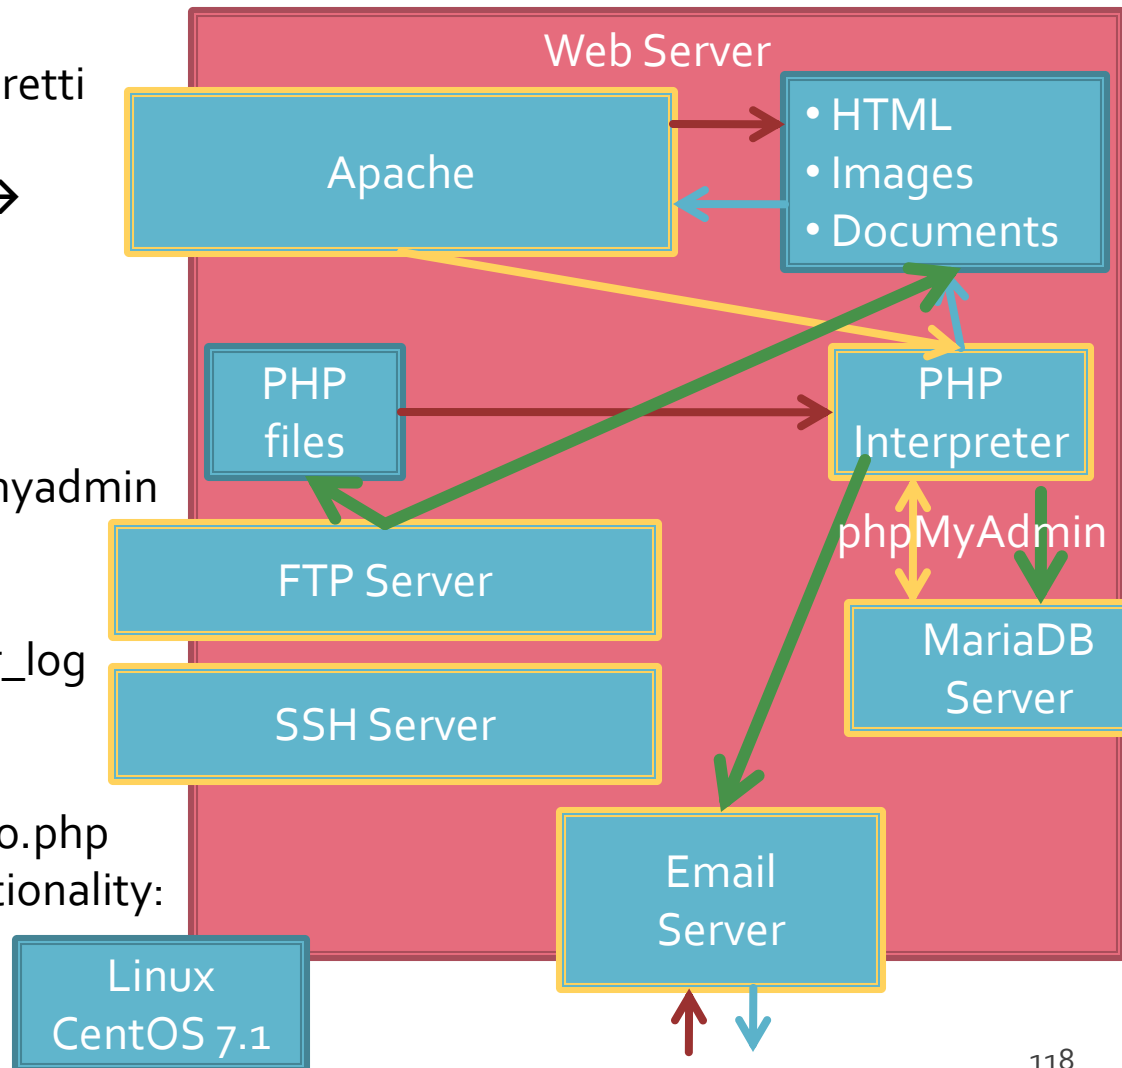 Web Server
retti
Apache
• HTML
• Images
• Documents
→
PHP
files
PHP
Interpreter
nyadmin
phpMyAdmin
FTP Server
MariaDB
Server
r_log
SSH Server
o.php
tionality:
Email
Server
Linux
CentOS 7.1
118